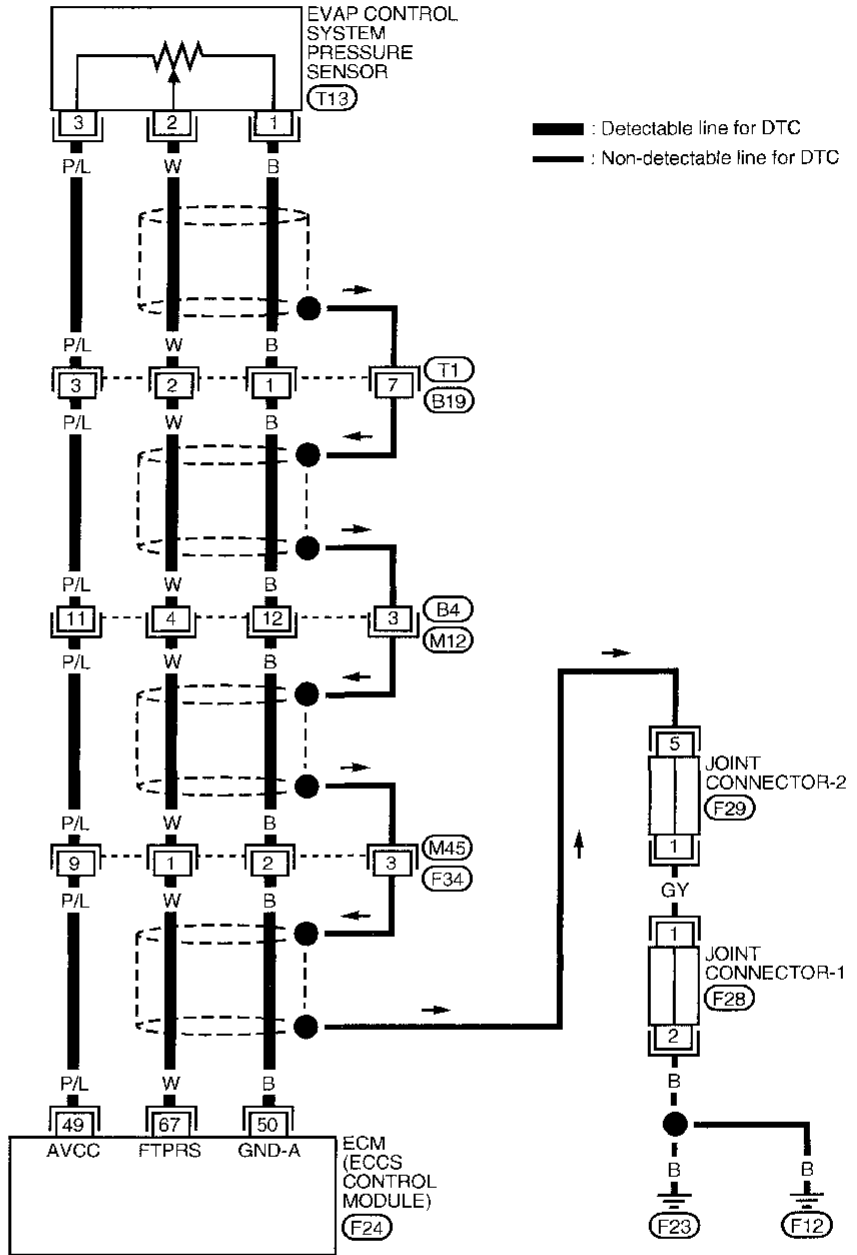 EVAP CONTROL
SYSTEM
PRESSURE
SENSOR
T13
3 2 1
: Detectable line for DTC
: Non-detectable line for DTC
P/L W B
P/L W B
3 2 1 7
T1
B19
P/L W B
P/L W B
11 4 12 3
B4
M12
P/L W B
5
JOINT
CONNECTOR-2
F29
1
P/L W B
9 1 2 3
M45
F34
GY
P/L W B
1
JOINT
CONNECTOR-1
F28
2
P/L W B
B
49 67 50
AVCC FTPRS GND-A
ECM
(ECCS
CONTROL
MODULE)
F24
B B
F23 F12